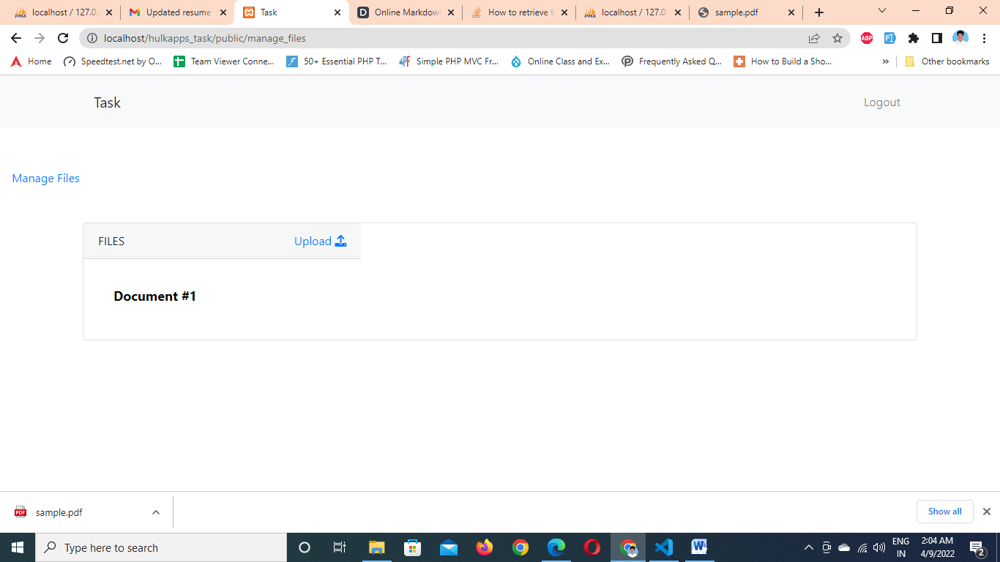 localhost / 127.0.
Updated resume
Task
Online Markdown
How to retrieve t
localhost / 127.0.
sample.pdf
localhost/hulkapps_task/public/manage_files
ABP
Home
Speedtest.net by O...
Team Viewer Conne...
50+ Essential PHP T...
Simple PHP MVC Fr...
Online Class and Ex...
Frequently Asked Q...
How to Build a Sho...
»
Other bookmarks
Task
Logout
Manage Files
FILES
Upload
Document #1
sample.pdf
Show all
Type here to search
ENG
IN
2:04 AM
4/9/2022
2